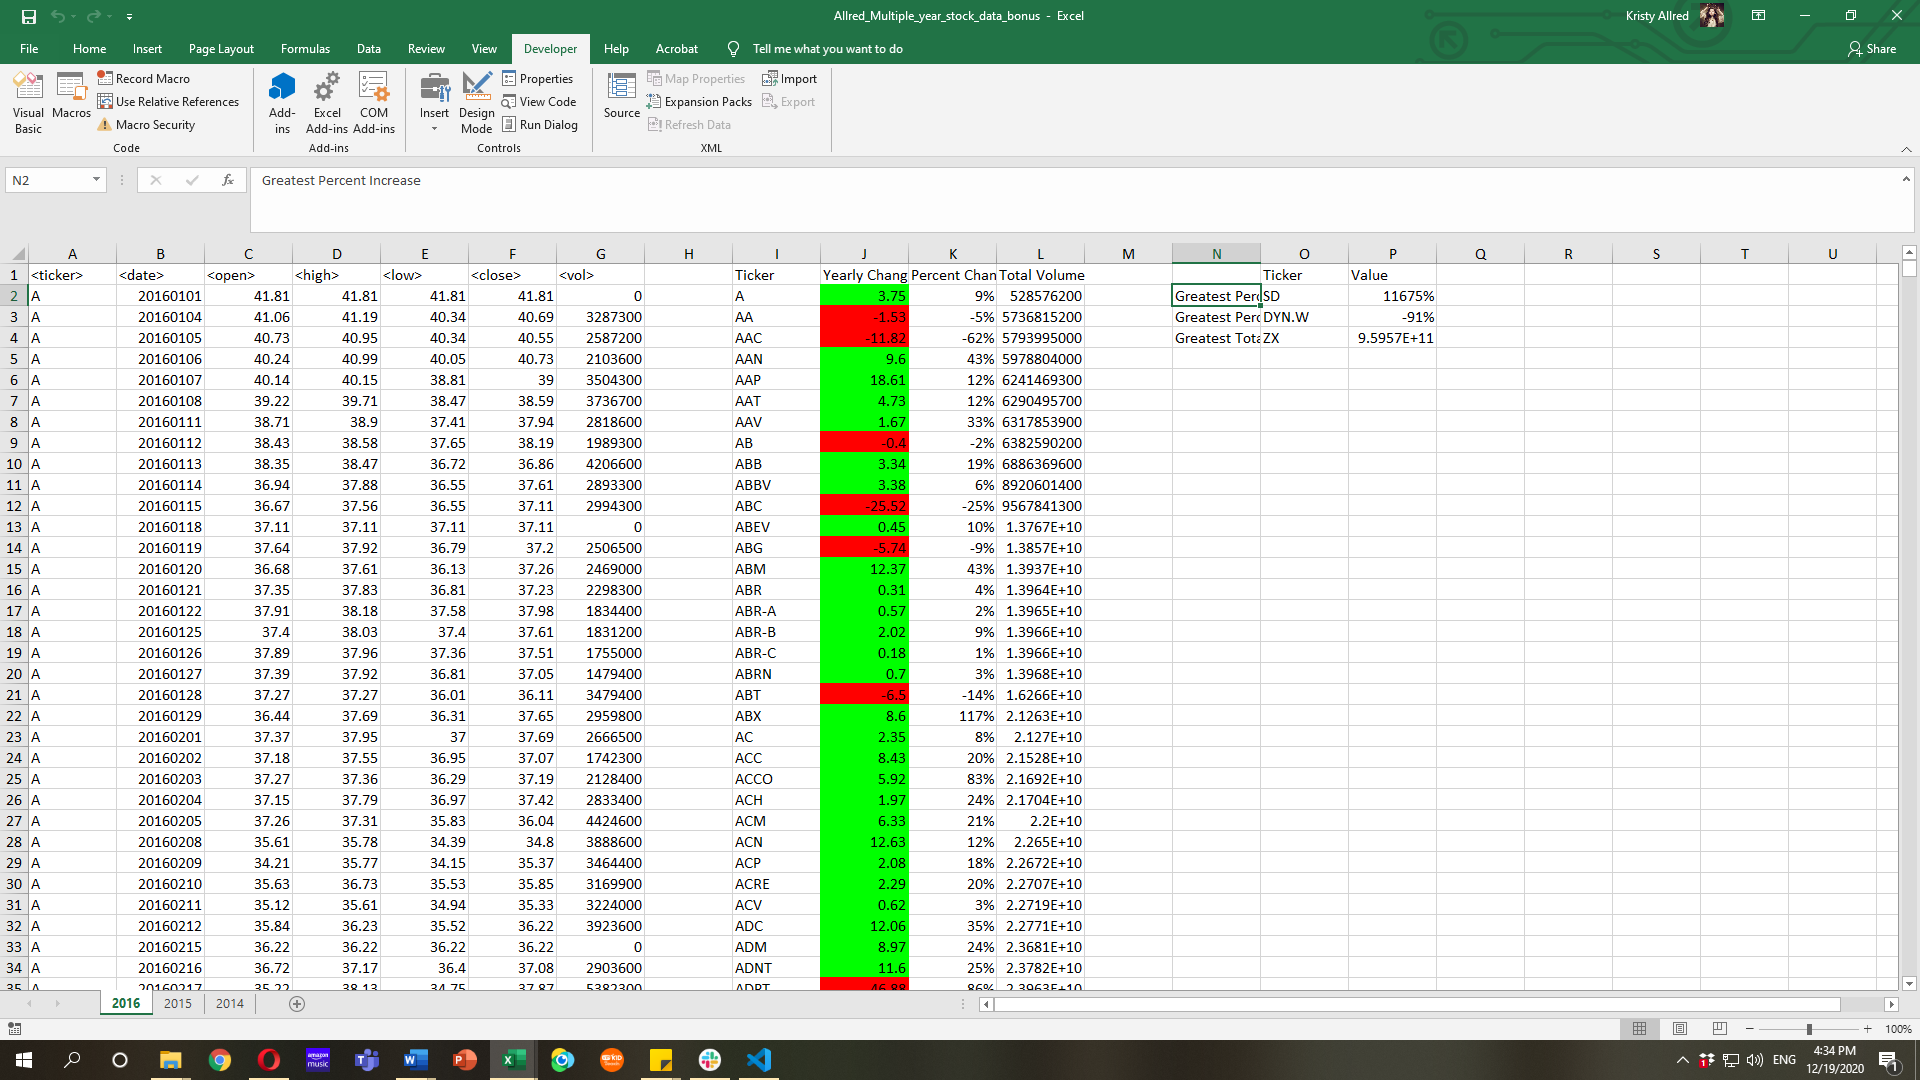 Allred_Multiple_year_stock_data_bonus - Excel
Kristy Allred
File Home Insert Page Layout Formulas Data Review View Developer Help Acrobat Tell me what you want to do Share
Visual Basic
Macros
Record Macro
Use Relative References
Macro Security
Code
Add-ins
Excel Add-ins
COM Add-ins
Add-ins
Insert
Design Mode
Properties
View Code
Run Dialog
Controls
Source
Map Properties
Expansion Packs
Refresh Data
Import
Export
XML
N2 fx Greatest Percent Increase
A B C D E F G H I J K L M N O P Q R S T U
1 <ticker> <date> <open> <high> <low> <close> <vol> Ticker Yearly Chang Percent Chan Total Volume Ticker Value
2 A 20160101 41.81 41.81 41.81 41.81 0 A 3.75 9% 528576200 Greatest Perc SD 11675%
3 A 20160104 41.06 41.19 40.34 40.69 3287300 AA -1.53 -5% 5736815200 Greatest Perc DYN.W -91%
4 A 20160105 40.73 40.95 40.34 40.55 2587200 AAC -11.82 -62% 5793995000 Greatest Tota ZX 9.5957E+11
5 A 20160106 40.24 40.99 40.05 40.73 2103600 AAN 9.6 43% 5978804000
6 A 20160107 40.14 40.15 38.81 39 3504300 AAP 18.61 12% 6241469300
7 A 20160108 39.22 39.71 38.47 38.59 3736700 AAT 4.73 12% 6290495700
8 A 20160111 38.71 38.9 37.41 37.94 2818600 AAV 1.67 33% 6317853900
9 A 20160112 38.43 38.58 37.65 38.19 1989300 AB -0.4 -2% 6382590200
10 A 20160113 38.35 38.47 36.72 36.86 4206600 ABB 3.34 19% 6886369600
11 A 20160114 36.94 37.88 36.55 37.61 2893300 ABBV 3.38 6% 8920601400
12 A 20160115 36.67 37.56 36.55 37.11 2994300 ABC -25.52 -25% 9567841300
13 A 20160118 37.11 37.11 37.11 37.11 0 ABEV 0.45 10% 1.3767E+10
14 A 20160119 37.64 37.92 36.79 37.2 2506500 ABG -5.74 -9% 1.3857E+10
15 A 20160120 36.68 37.61 36.13 37.26 2469000 ABM 12.37 43% 1.3937E+10
16 A 20160121 37.35 37.83 36.81 37.23 2298300 ABR 0.31 4% 1.3964E+10
17 A 20160122 37.91 38.18 37.58 37.98 1834400 ABR-A 0.57 2% 1.3965E+10
18 A 20160125 37.4 38.03 37.4 37.61 1831200 ABR-B 2.02 9% 1.3966E+10
19 A 20160126 37.89 37.96 37.36 37.51 1755000 ABR-C 0.18 1% 1.3966E+10
20 A 20160127 37.39 37.92 36.81 37.05 1479400 ABRN 0.7 3% 1.3968E+10
21 A 20160128 37.27 37.27 36.01 36.11 3479400 ABT -6.5 -14% 1.6266E+10
22 A 20160129 36.44 37.69 36.31 37.65 2959800 ABX 8.6 117% 2.1263E+10
23 A 20160201 37.37 37.95 37 37.69 2666500 AC 2.35 8% 2.127E+10
24 A 20160202 37.18 37.55 36.95 37.07 1742300 ACC 8.43 20% 2.1528E+10
25 A 20160203 37.27 37.36 36.29 37.19 2128400 ACCO 5.92 83% 2.1692E+10
26 A 20160204 37.15 37.79 36.97 37.42 2833400 ACH 1.97 24% 2.1704E+10
27 A 20160205 37.26 37.31 35.83 36.04 4424600 ACM 6.33 21% 2.2E+10
28 A 20160208 35.61 35.78 34.39 34.8 3888600 ACN 12.63 12% 2.265E+10
29 A 20160209 34.21 35.77 34.15 35.37 3464400 ACP 2.08 18% 2.2672E+10
30 A 20160210 35.63 36.73 35.53 35.85 3169900 ACRE 2.29 20% 2.2707E+10
31 A 20160211 35.12 35.61 34.94 35.33 3224000 ACV 0.62 3% 2.2719E+10
32 A 20160212 35.84 36.23 35.52 36.22 3923600 ADC 12.06 35% 2.2771E+10
33 A 20160215 36.22 36.22 36.22 36.22 0 ADM 8.97 24% 2.3681E+10
34 A 20160216 36.72 37.17 36.4 37.08 2903600 ADNT 11.6 25% 2.3782E+10
35 A 20160217 35.22 38.13 34.75 37.87 5382300 ADPT 46.88 86% 2.3963E+10
2016 2015 2014
100%
amazon music
ENG
4:34 PM
12/19/2020